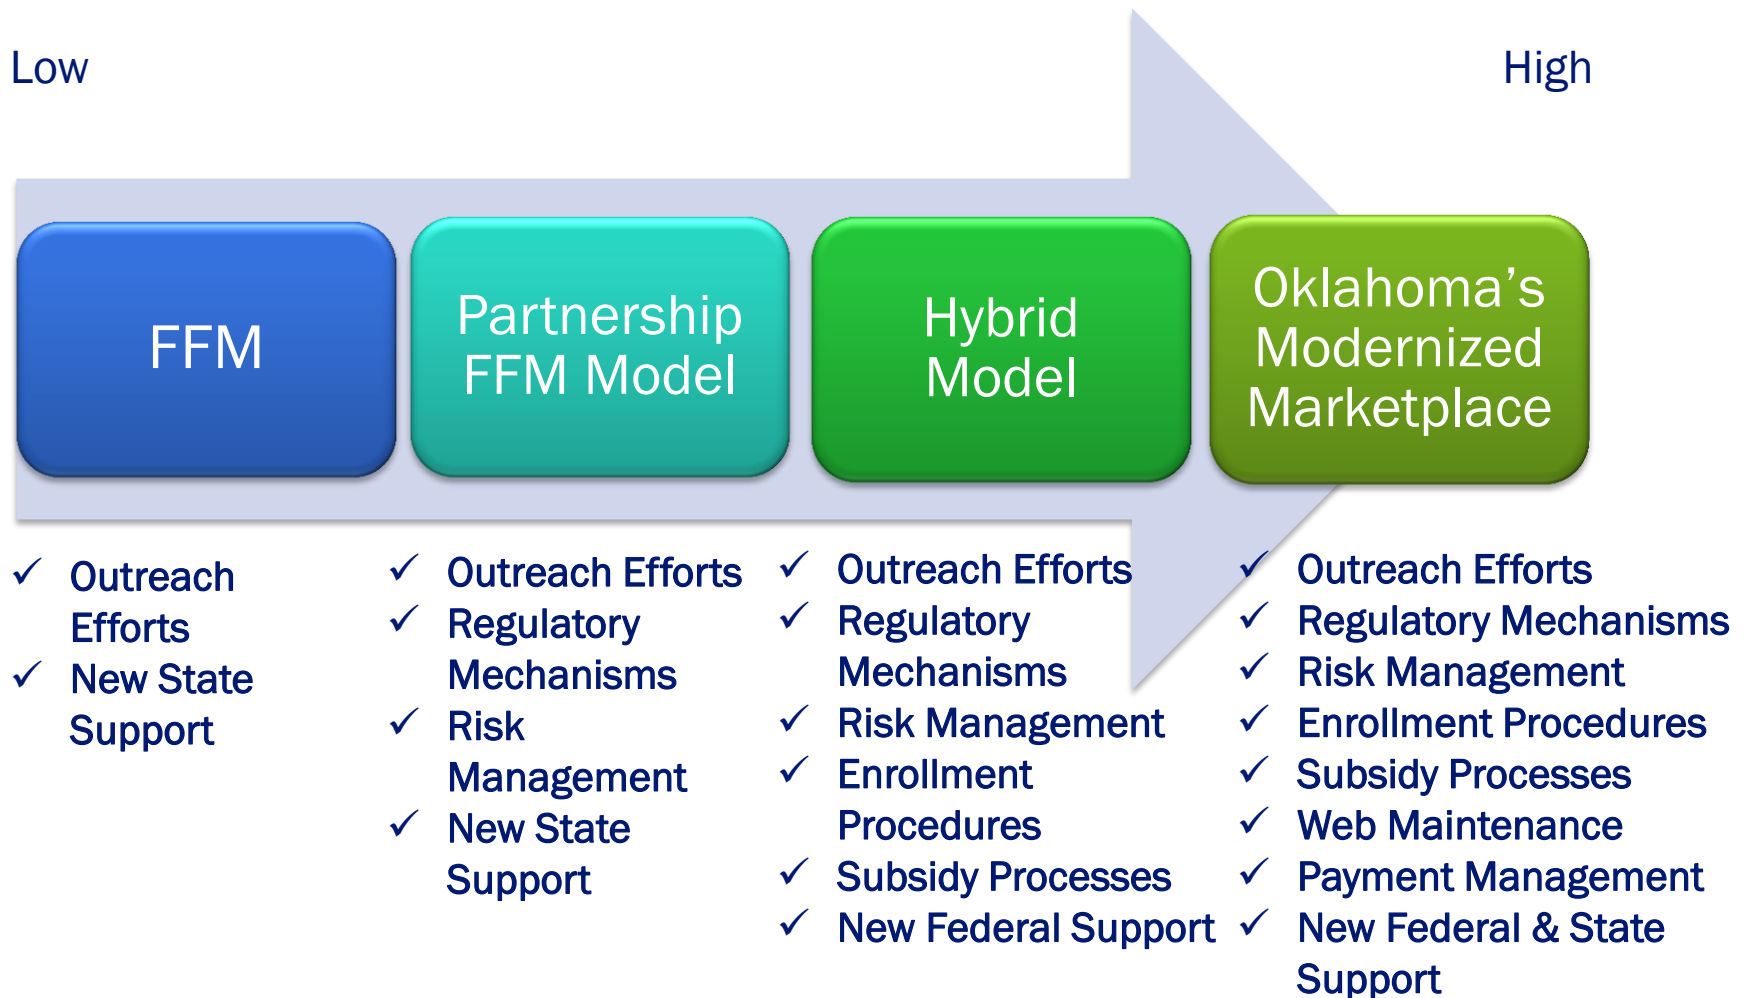 Low
High
FFM
Partnership
FFM Model
Hybrid
Model
Oklahoma's
Modernized
Marketplace
✓ Outreach
Efforts
✓ New State
Support
✓ Outreach Efforts
✓ Regulatory
Mechanisms
✓ Risk
Management
✓ New State
Support
✓ Outreach Efforts
✓ Regulatory
Mechanisms
✓ Risk Management
✓ Enrollment
Procedures
✓ Subsidy Processes
✓ New Federal Support
✓ Outreach Efforts
✓ Regulatory Mechanisms
✓ Risk Management
✓ Enrollment Procedures
✓ Subsidy Processes
✓ Web Maintenance
✓ Payment Management
✓ New Federal & State
Support